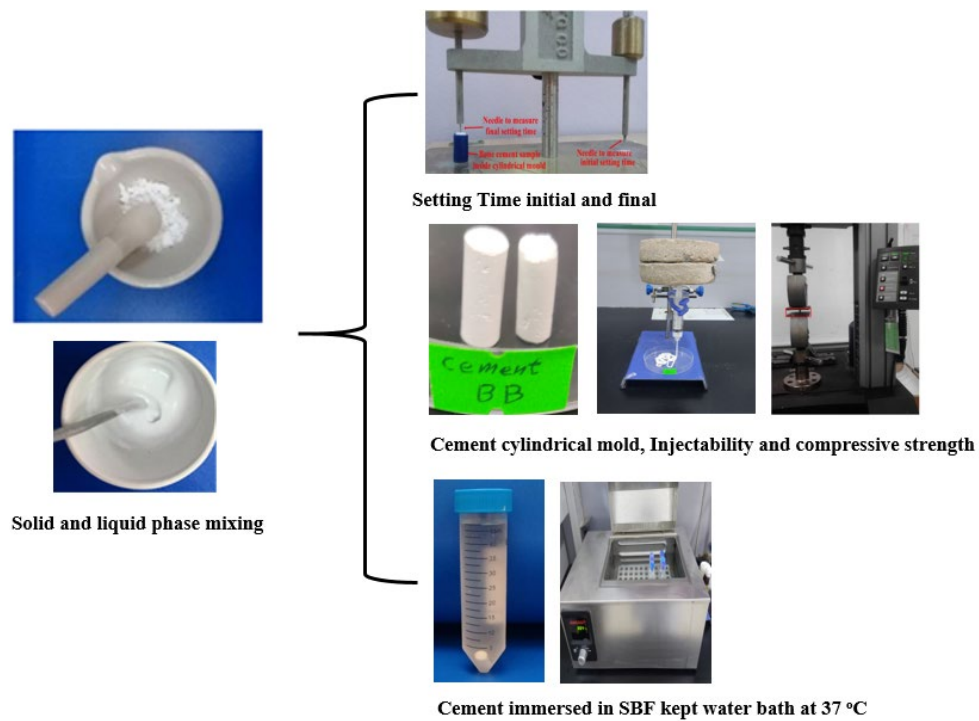 Needle to measure
final setting time
Bone cement sample
inside cylindrical mould
Needle to measure
initial setting time
Setting Time initial and final
cement
BB
Cement cylindrical mold, Injectability and compressive strength
Solid and liquid phase mixing
Cement immersed in SBF kept water bath at 37 ºC